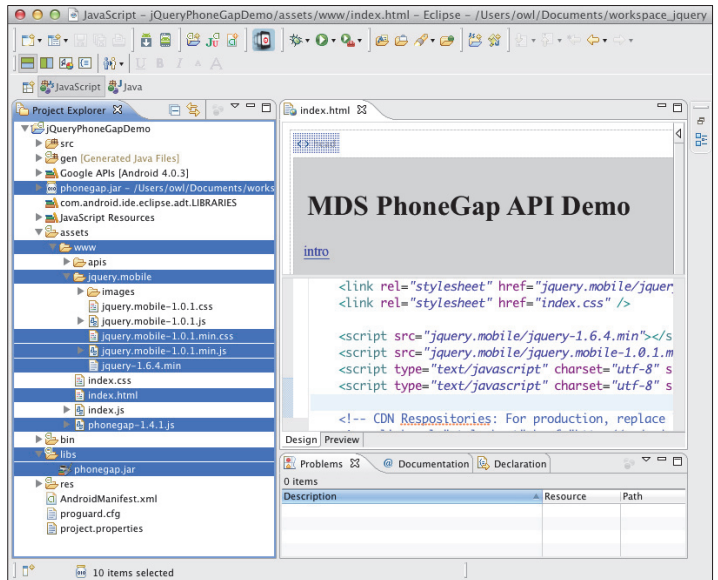 JavaScript – jQueryPhoneGapDemo/assets/www/index.html – Eclipse – /Users/owl/Documents/workspace_jquery
JavaScript
Java
Project Explorer
jQueryPhoneGapDemo
src
gen [Generated Java Files]
Google APIs [Android 4.0.3]
phonegap.jar – /Users/owl/Documents/works
com.android.ide.eclipse.adt.LIBRARIES
JavaScript Resources
assets
www
apis
jquery.mobile
images
jquery.mobile-1.0.1.css
jquery.mobile-1.0.1.js
jquery.mobile-1.0.1.min.css
jquery.mobile-1.0.1.min.js
jquery-1.6.4.min
index.css
index.html
index.js
phonegap-1.4.1.js
bin
libs
phonegap.jar
res
AndroidManifest.xml
proguard.cfg
project.properties
index.html
MDS PhoneGap API Demo
intro
<link rel="stylesheet" href="jquery.mobile/jquer
<link rel="stylesheet" href="index.css" />
<script src="jquery.mobile/jquery-1.6.4.min"></s
<script src="jquery.mobile/jquery.mobile-1.0.1.m
<script type="text/javascript" charset="utf-8" s
<script type="text/javascript" charset="utf-8" s
<!-- CDN Respositories: For production, replace
Design Preview
Problems @ Documentation Declaration
0 items
Description Resource Path
10 items selected